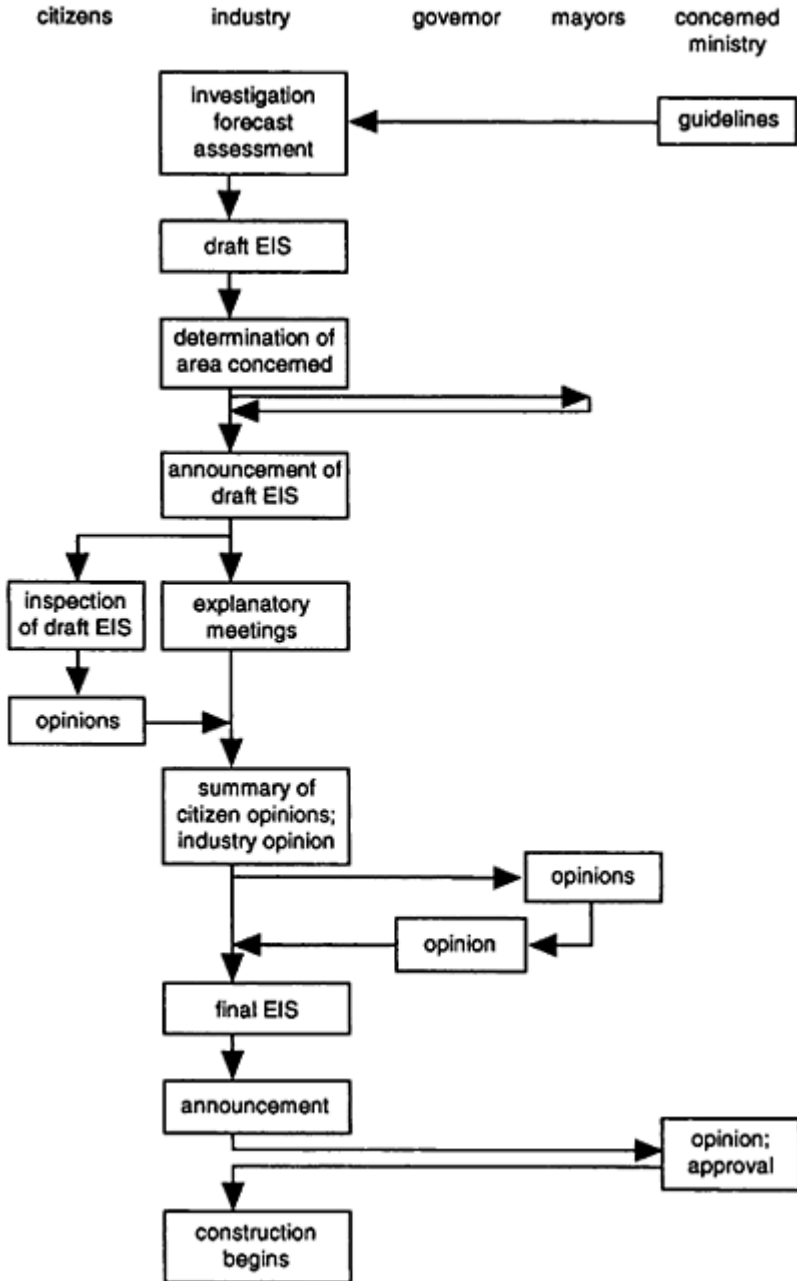 citizens
industry
governor
mayors
concerned
ministry
investigation
forecast
assessment
guidelines
draft EIS
determination of
area concerned
announcement of
draft EIS
inspection
of draft EIS
explanatory
meetings
opinions
summary of
citizen opinions;
industry opinion
opinions
opinion
final EIS
announcement
opinion;
approval
construction
begins